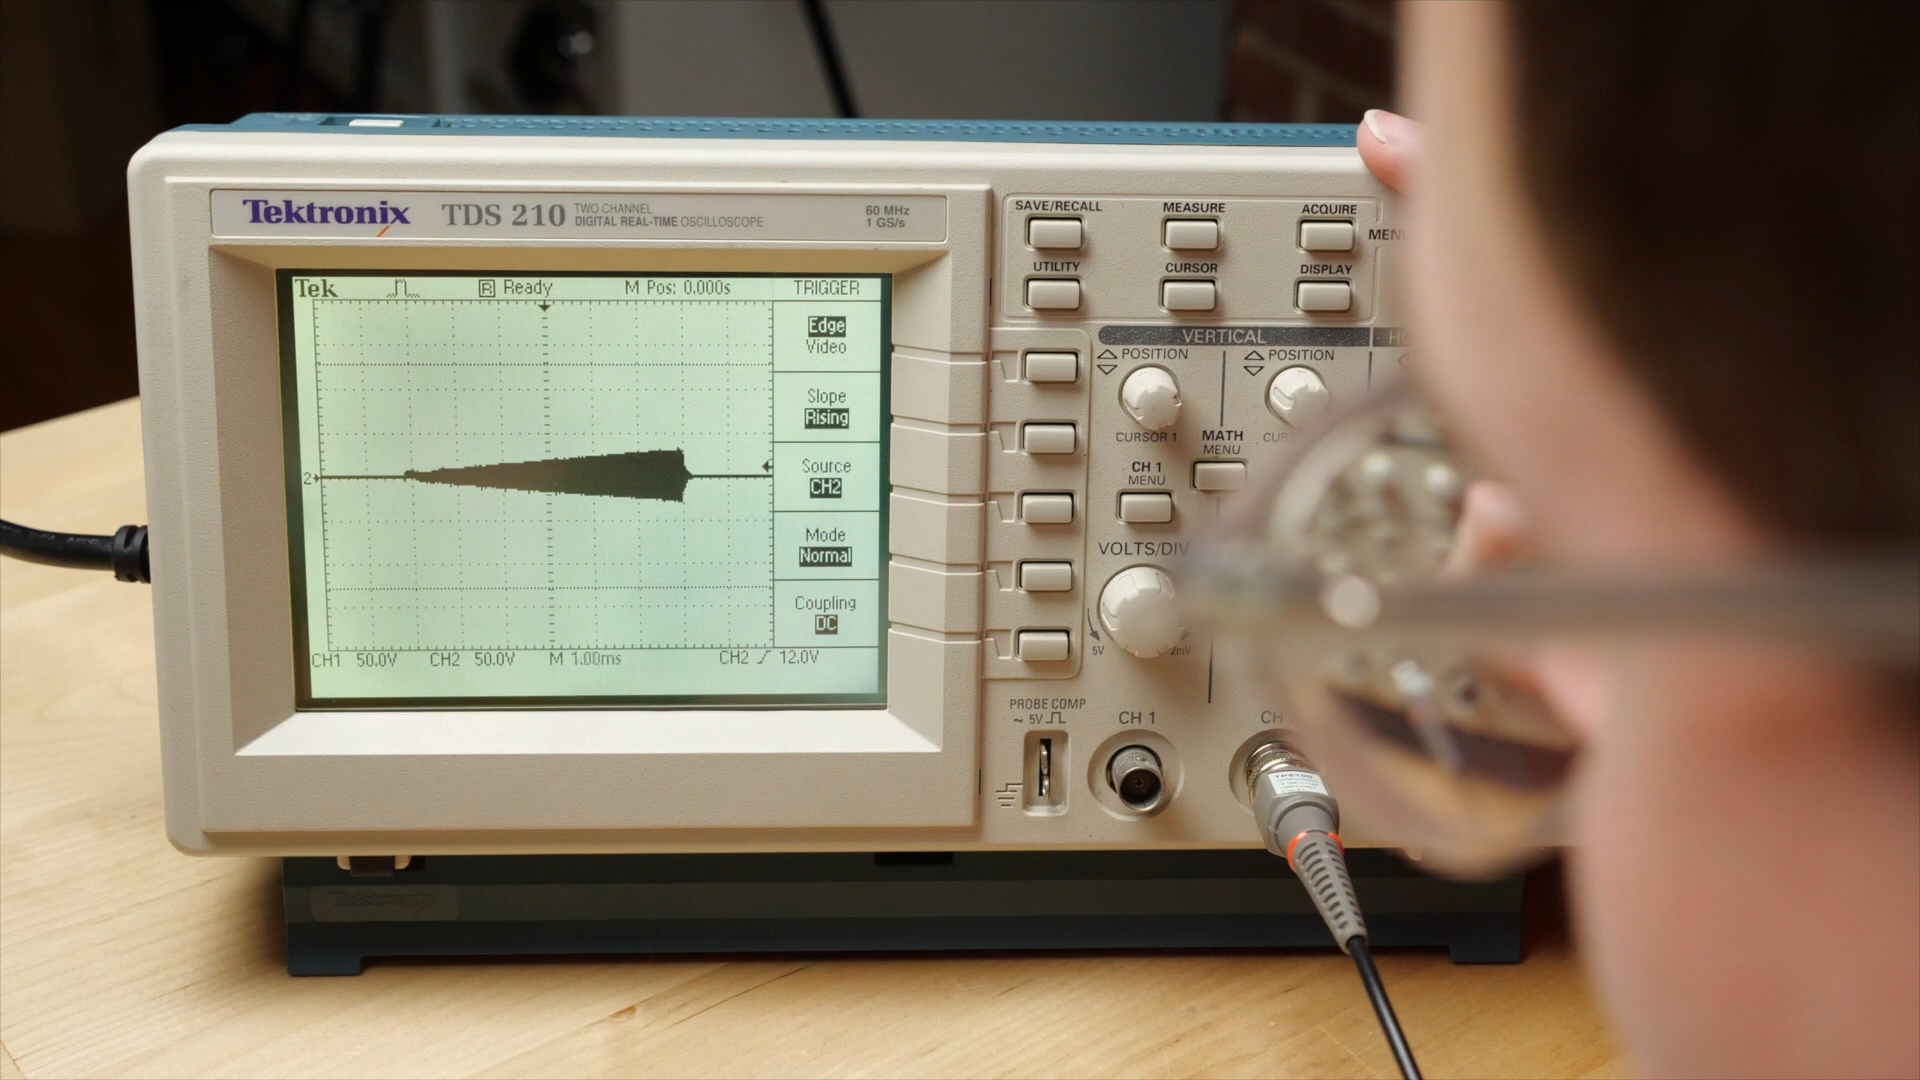 Tektronix TDS 210 TWO CHANNEL
DIGITAL REAL-TIME OSCILLOSCOPE
60 MHz
1 GS/s
Tek
R Ready
M Pos: 0.000s
TRIGGER
Edge
Video
Slope
Rising
Source
CH2
Mode
Normal
Coupling
DC
2
CH1 50.0V CH2 50.0V M 1.00ms CH2 12.0V
SAVE/RECALL MEASURE ACQUIRE
MENU
UTILITY CURSOR DISPLAY
VERTICAL
POSITION POSITION
CURSOR 1
MATH
MENU
CH 1
MENU
VOLTS/DIV
5V 2mV
PROBE COMP
~ 5V
CH 1
CH